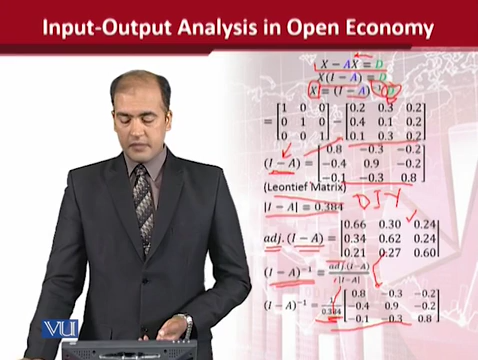 Input-Output Analysis in Open Economy
X − AX = D
X(I − A) = D
X = (I − A)⁻¹D
= [1 0 0; 0 1 0; 0 0 1] − [0.2 0.3 0.2; 0.4 0.1 0.2; 0.1 0.3 0.2]
(I − A) = [0.8 −0.3 −0.2; −0.4 0.9 −0.2; −0.1 −0.3 0.8]
(Leontief Matrix)
|I − A| = 0.384 DIY
adj. (I − A) = [0.66 0.30 0.24; 0.34 0.62 0.24; 0.21 0.27 0.60]
(I − A)⁻¹ = adj.(I−A) / |I−A|
(I − A)⁻¹ = 1/0.384 [0.8 −0.3 −0.2; −0.4 0.9 −0.2; −0.1 −0.3 0.8]
VU